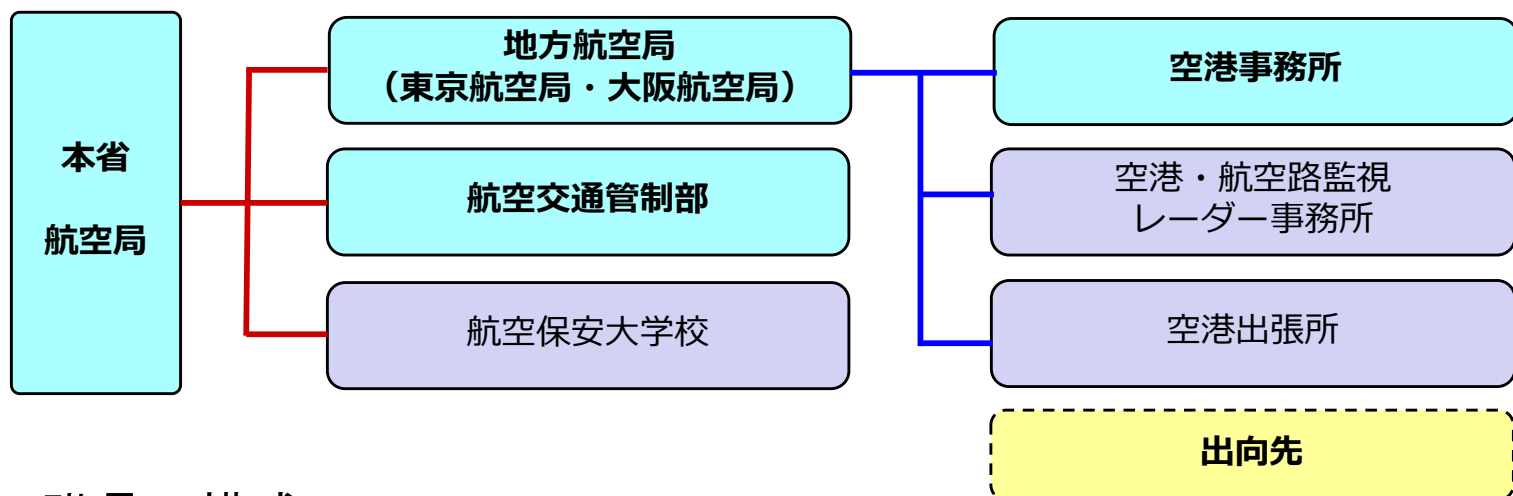 本省
航空局
地方航空局
（東京航空局・大阪航空局）
航空交通管制部
航空保安大学校
空港事務所
空港・航空路監視
レーダー事務所
空港出張所
出向先